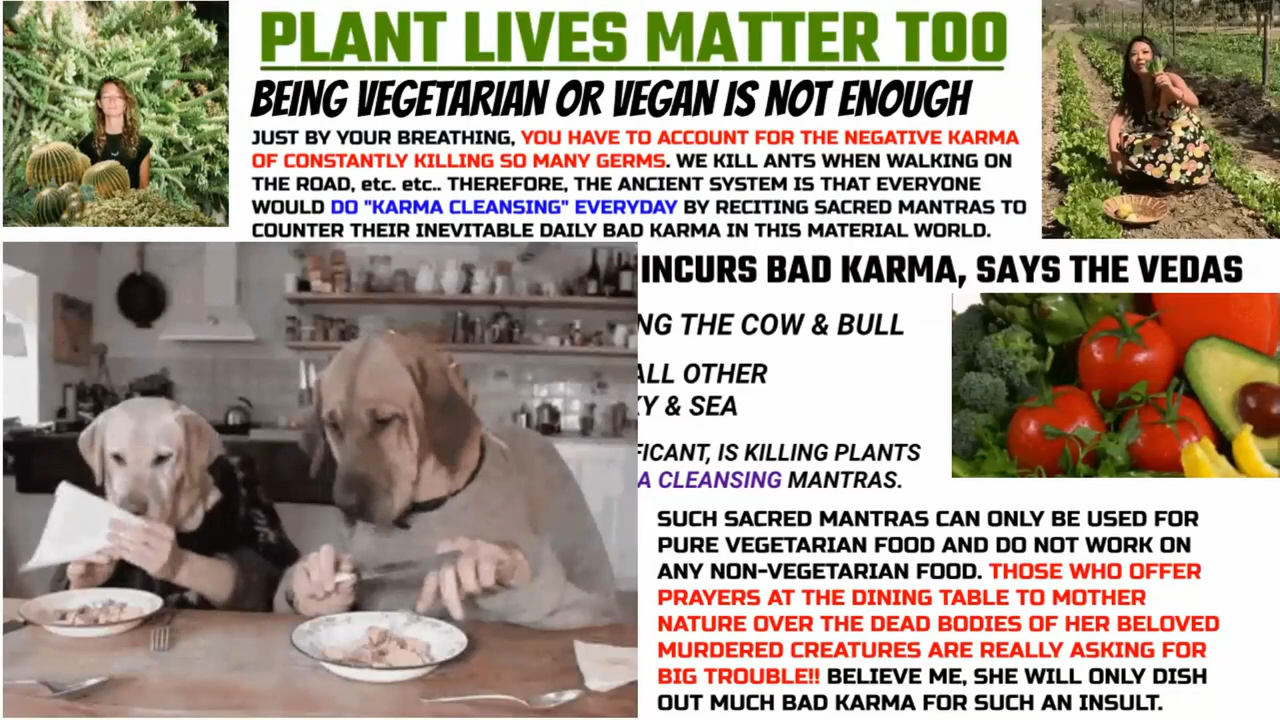 PLANT LIVES MATTER TOO
BEING VEGETARIAN OR VEGAN IS NOT ENOUGH
JUST BY YOUR BREATHING, YOU HAVE TO ACCOUNT FOR THE NEGATIVE KARMA
OF CONSTANTLY KILLING SO MANY GERMS. WE KILL ANTS WHEN WALKING ON
THE ROAD, etc. etc.. THEREFORE, THE ANCIENT SYSTEM IS THAT EVERYONE
WOULD DO "KARMA CLEANSING" EVERYDAY BY RECITING SACRED MANTRAS TO
COUNTER THEIR INEVITABLE DAILY BAD KARMA IN THIS MATERIAL WORLD.
INCURS BAD KARMA, SAYS THE VEDAS
NG THE COW & BULL
ALL OTHER
Y & SEA
FICANT, IS KILLING PLANTS
A CLEANSING MANTRAS.
SUCH SACRED MANTRAS CAN ONLY BE USED FOR
PURE VEGETARIAN FOOD AND DO NOT WORK ON
ANY NON-VEGETARIAN FOOD. THOSE WHO OFFER
PRAYERS AT THE DINING TABLE TO MOTHER
NATURE OVER THE DEAD BODIES OF HER BELOVED
MURDERED CREATURES ARE REALLY ASKING FOR
BIG TROUBLE!! BELIEVE ME, SHE WILL ONLY DISH
OUT MUCH BAD KARMA FOR SUCH AN INSULT.